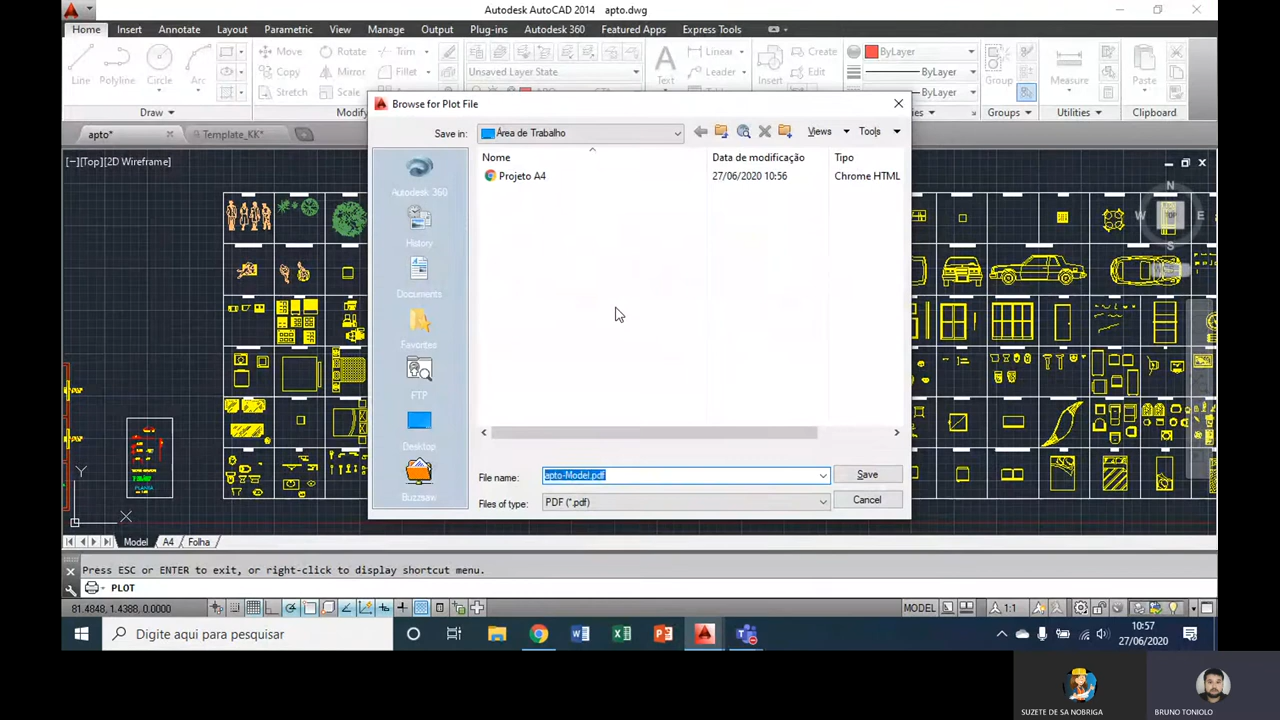 Autodesk AutoCAD 2014 apto.dwg
Home Insert Annotate Layout Parametric View Manage Output Plug-ins Autodesk 360 Featured Apps Express Tools
Move Rotate Trim Linear Create ByLayer
Line Polyline Circle Arc Copy Mirror Fillet Unsaved Layer State Text Leader Insert Edit ByLayer Group Measure Paste
Stretch Scale ByLayer
Draw Groups Utilities Clipboard
Browse for Plot File
apto* Template_KK*
Save in: Área de Trabalho Views Tools
[−][Top][2D Wireframe]
Nome Data de modificação Tipo
Projeto A4 27/06/2020 10:56 Chrome HTML
Autodesk 360
History
Documents
Favorites
FTP
Desktop
Buzzsaw
N
W TOP E
S
File name: apto-Model.pdf Save
Files of type: PDF (*.pdf) Cancel
Y
X
Model A4 Folha
Press ESC or ENTER to exit, or right-click to display shortcut menu.
PLOT
81.4848, 1.4388, 0.0000 MODEL 1:1
Digite aqui para pesquisar
10:57
27/06/2020
SUZETE DE SA NOBRIGA BRUNO TONIOLO